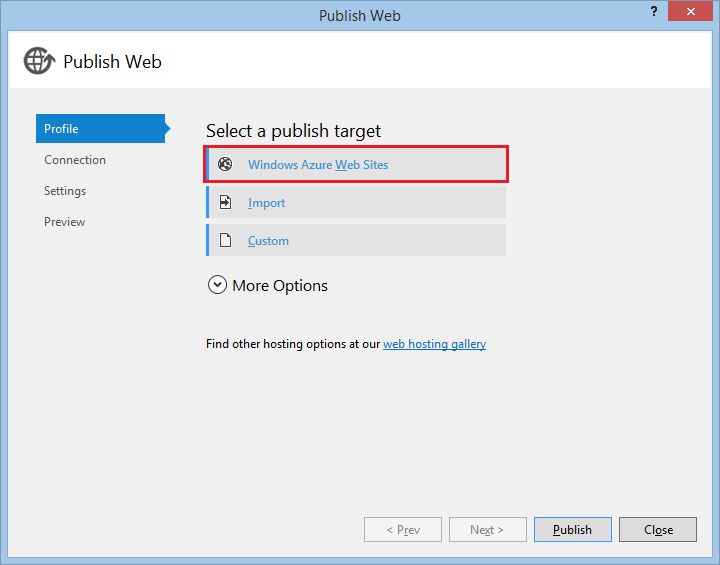 Publish Web
?
Publish Web
Profile
Connection
Settings
Preview
Select a publish target
Windows Azure Web Sites
Import
Custom
More Options
Find other hosting options at our web hosting gallery
< Prev
Next >
Publish
Close